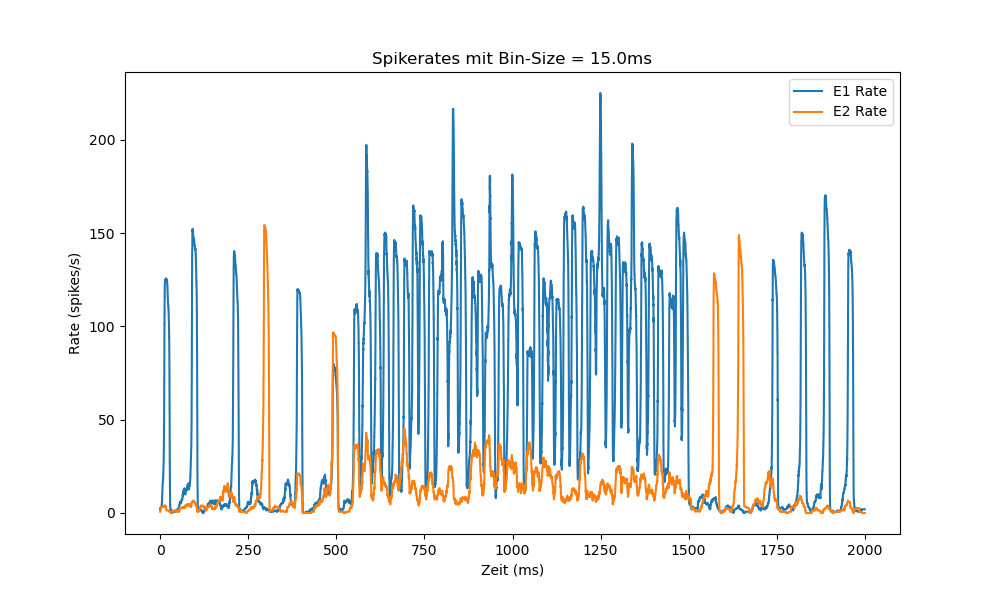 Spikerates mit Bin-Size = 15.0ms
E1 Rate
E2 Rate
200
150
100
50
0
Rate (spikes/s)
0 250 500 750 1000 1250 1500 1750 2000
Zeit (ms)